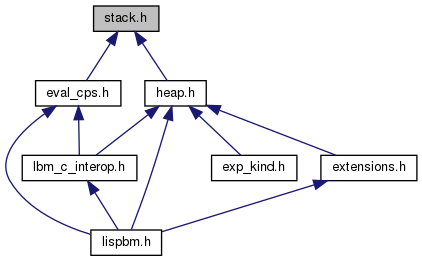 stack.h
eval_cps.h
heap.h
lbm_c_interop.h
exp_kind.h
extensions.h
lispbm.h